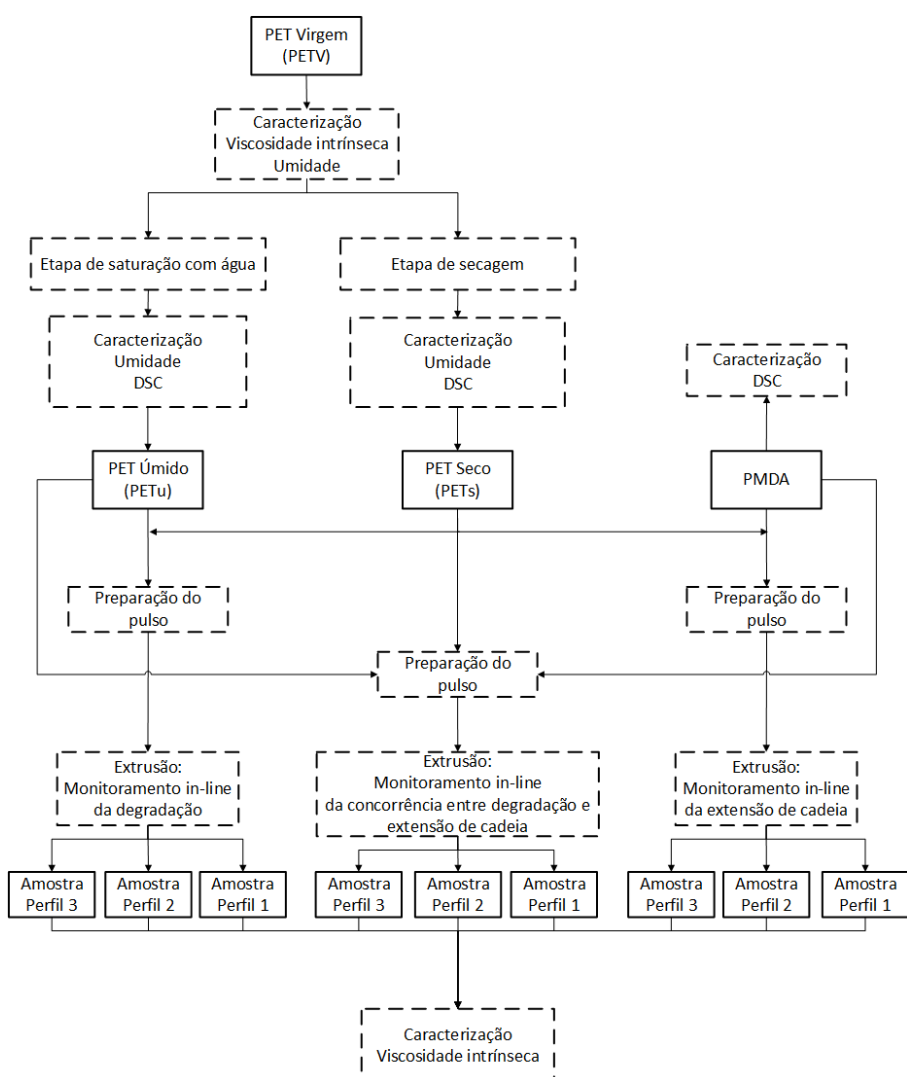 PET Virgem
(PETV)
Caracterização
Viscosidade intrínseca
Umidade
Etapa de saturação com água
Etapa de secagem
Caracterização
Umidade
DSC
Caracterização
Umidade
DSC
Caracterização
DSC
PET Úmido
(PETu)
PET Seco
(PETs)
PMDA
Preparação do
pulso
Preparação do
pulso
Preparação do
pulso
Extrusão:
Monitoramento in-line
da degradação
Extrusão:
Monitoramento in-line
da concorrência entre degradação e
extensão de cadeia
Extrusão:
Monitoramento in-line
da extensão de cadeia
Amostra
Perfil 3
Amostra
Perfil 2
Amostra
Perfil 1
Amostra
Perfil 3
Amostra
Perfil 2
Amostra
Perfil 1
Amostra
Perfil 3
Amostra
Perfil 2
Amostra
Perfil 1
Caracterização
Viscosidade intrínseca